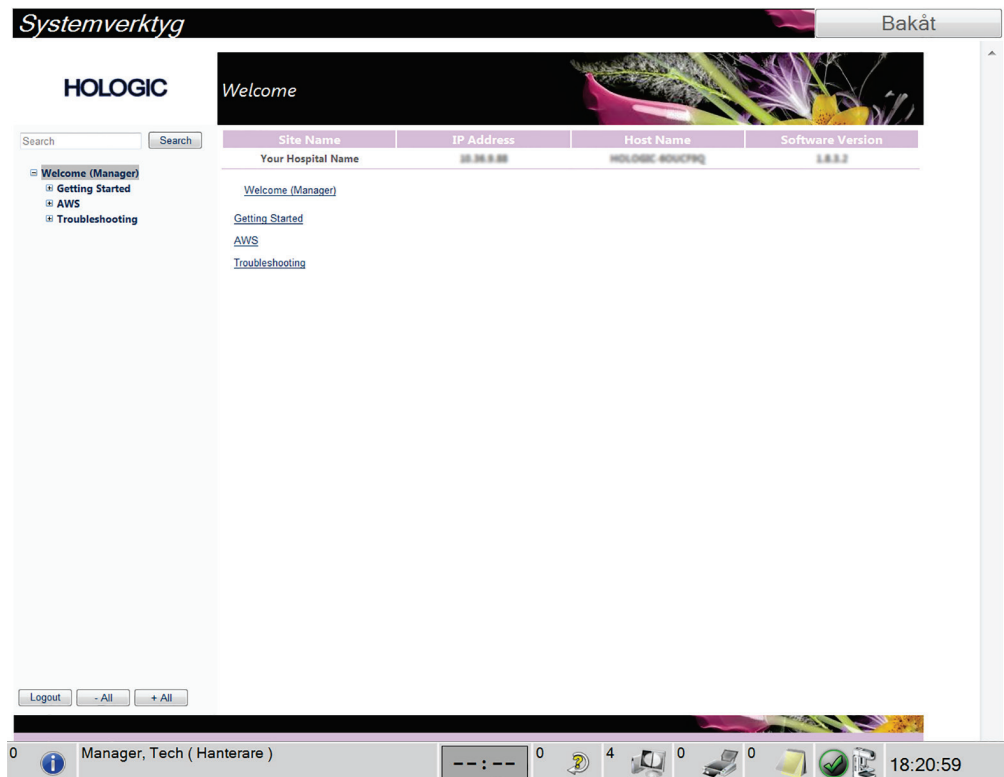 Systemverktyg
Bakåt
HOLOGIC
Welcome
Search
Search
Welcome (Manager)
Getting Started
AWS
Troubleshooting
Site Name IP Address Host Name Software Version
Your Hospital Name
Welcome (Manager)
Getting Started
AWS
Troubleshooting
Logout - All + All
0 Manager, Tech ( Hanterare ) --:-- 0 4 0 0 18:20:59